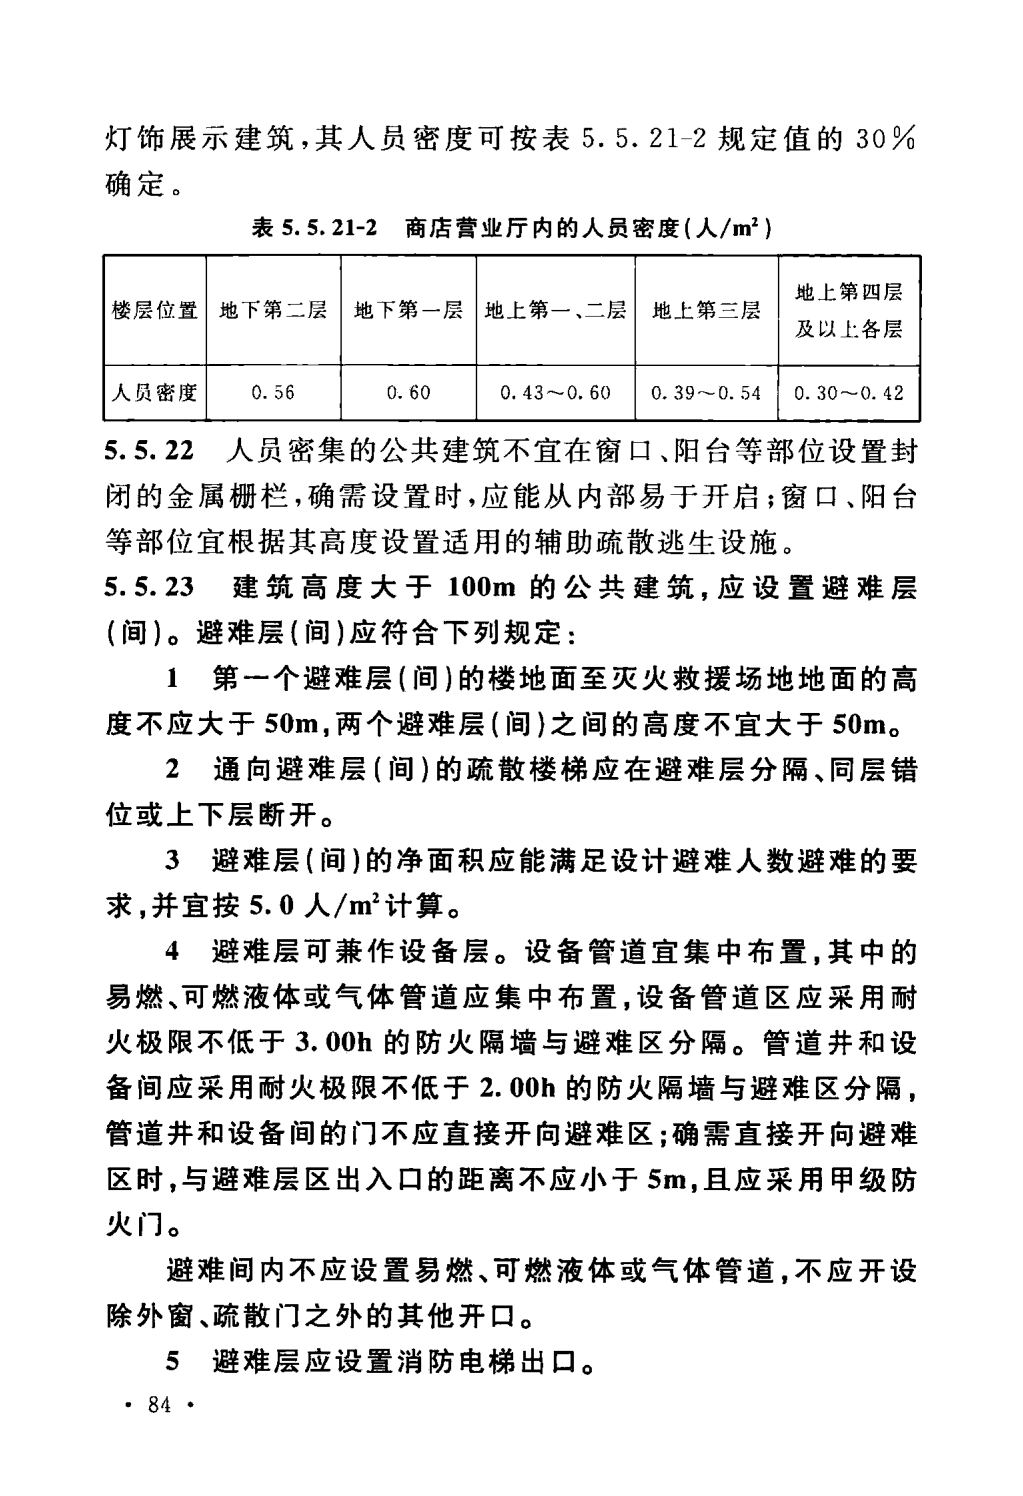 灯饰展示建筑,其人员密度可按表 5.5.21-2 规定值的 30%
确定。
表 5.5.21-2 商店营业厅内的人员密度(人/m²)
楼层位置 地下第二层 地下第一层 地上第一、二层 地上第三层 地上第四层
及以上各层
人员密度 0.56 0.60 0.43～0.60 0.39～0.54 0.30～0.42
5.5.22 人员密集的公共建筑不宜在窗口、阳台等部位设置封
闭的金属栅栏,确需设置时,应能从内部易于开启;窗口、阳台
等部位宜根据其高度设置适用的辅助疏散逃生设施。
5.5.23 建筑高度大于 100m 的公共建筑,应设置避难层
(间)。避难层(间)应符合下列规定:
1 第一个避难层(间)的楼地面至灭火救援场地地面的高
度不应大于 50m,两个避难层(间)之间的高度不宜大于 50m。
2 通向避难层(间)的疏散楼梯应在避难层分隔、同层错
位或上下层断开。
3 避难层(间)的净面积应能满足设计避难人数避难的要
求,并宜按 5.0 人/m²计算。
4 避难层可兼作设备层。设备管道宜集中布置,其中的
易燃、可燃液体或气体管道应集中布置,设备管道区应采用耐
火极限不低于 3.00h 的防火隔墙与避难区分隔。管道井和设
备间应采用耐火极限不低于 2.00h 的防火隔墙与避难区分隔,
管道井和设备间的门不应直接开向避难区;确需直接开向避难
区时,与避难层区出入口的距离不应小于 5m,且应采用甲级防
火门。
避难间内不应设置易燃、可燃液体或气体管道,不应开设
除外窗、疏散门之外的其他开口。
5 避难层应设置消防电梯出口。
· 84 ·